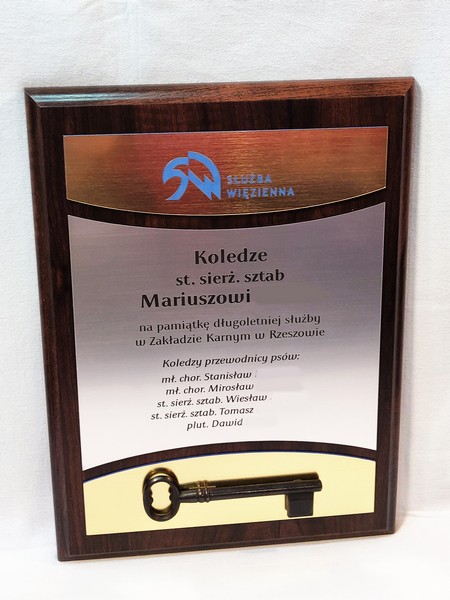 SŁUŻBA
WIĘZIENNA
Koledze
st. sierż. sztab
Mariuszowi
na pamiątkę długoletniej służby
w Zakładzie Karnym w Rzeszowie
Koledzy przewodnicy psów:
mł. chor. Stanisław
mł. chor. Mirosław
st. sierż. sztab. Wiesław
st. sierż. sztab. Tomasz
plut. Dawid